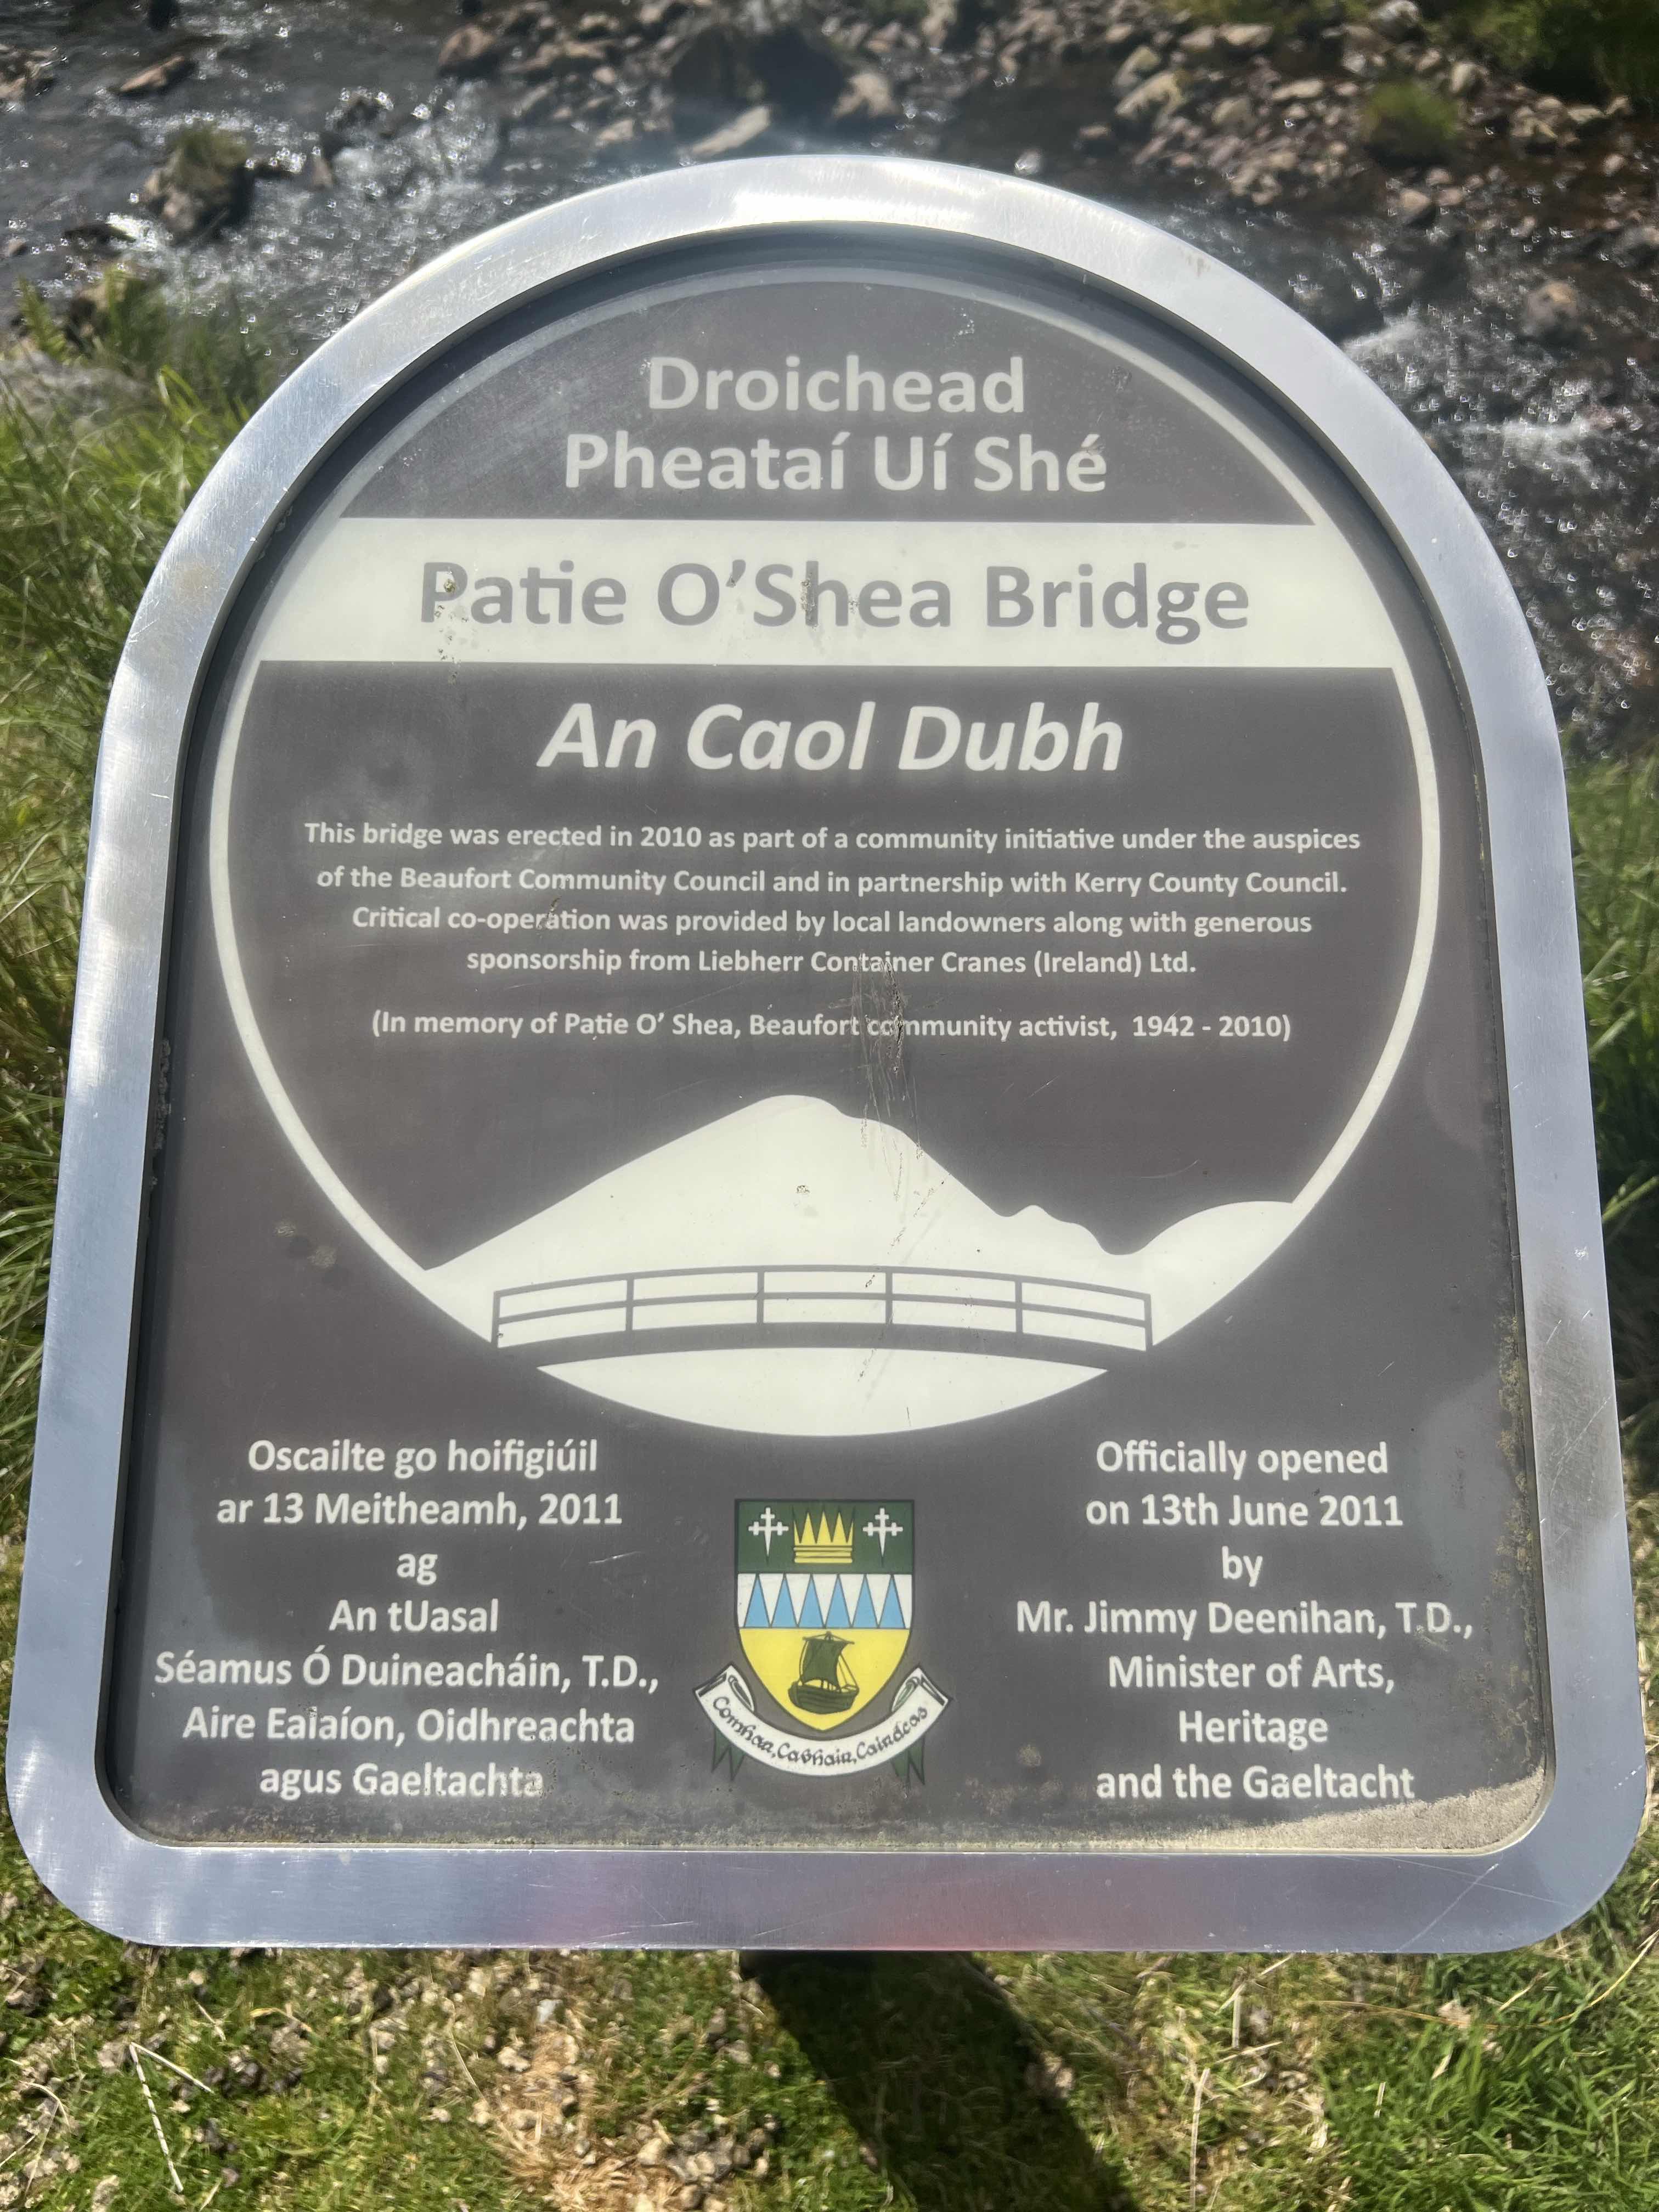 Droichead
Pheataí Uí Shé
Patie O'Shea Bridge
An Caol Dubh
This bridge was erected in 2010 as part of a community initiative under the auspices
of the Beaufort Community Council and in partnership with Kerry County Council.
Critical co-operation was provided by local landowners along with generous
sponsorship from Liebherr Container Cranes (Ireland) Ltd.
(In memory of Patie O' Shea, Beaufort community activist, 1942 - 2010)
Oscailte go hoifigiúil
ar 13 Meitheamh, 2011
ag
An tUasal
Séamus Ó Duineacháin, T.D.,
Aire Ealaíon, Oidhreachta
agus Gaeltachta
Comhar, Cabhair, Cairdeas
Officially opened
on 13th June 2011
by
Mr. Jimmy Deenihan, T.D.,
Minister of Arts,
Heritage
and the Gaeltacht